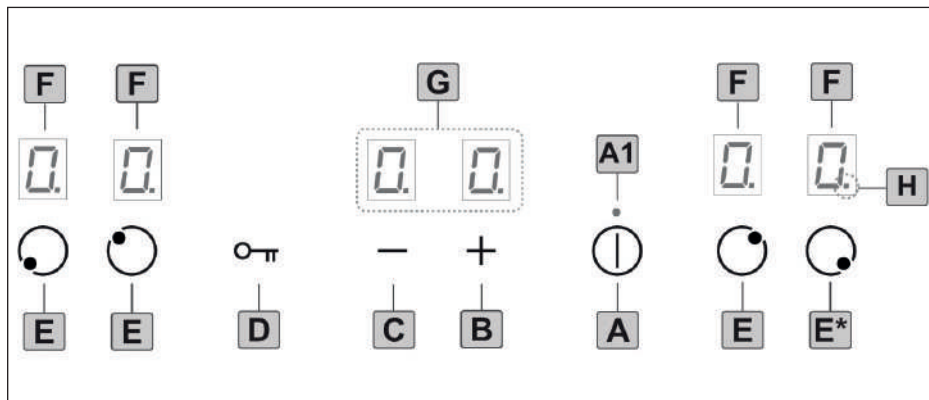 F F G F F
A1
0. 0. 0. 0. 0. 0.
H
− +
E E D C B A E E*